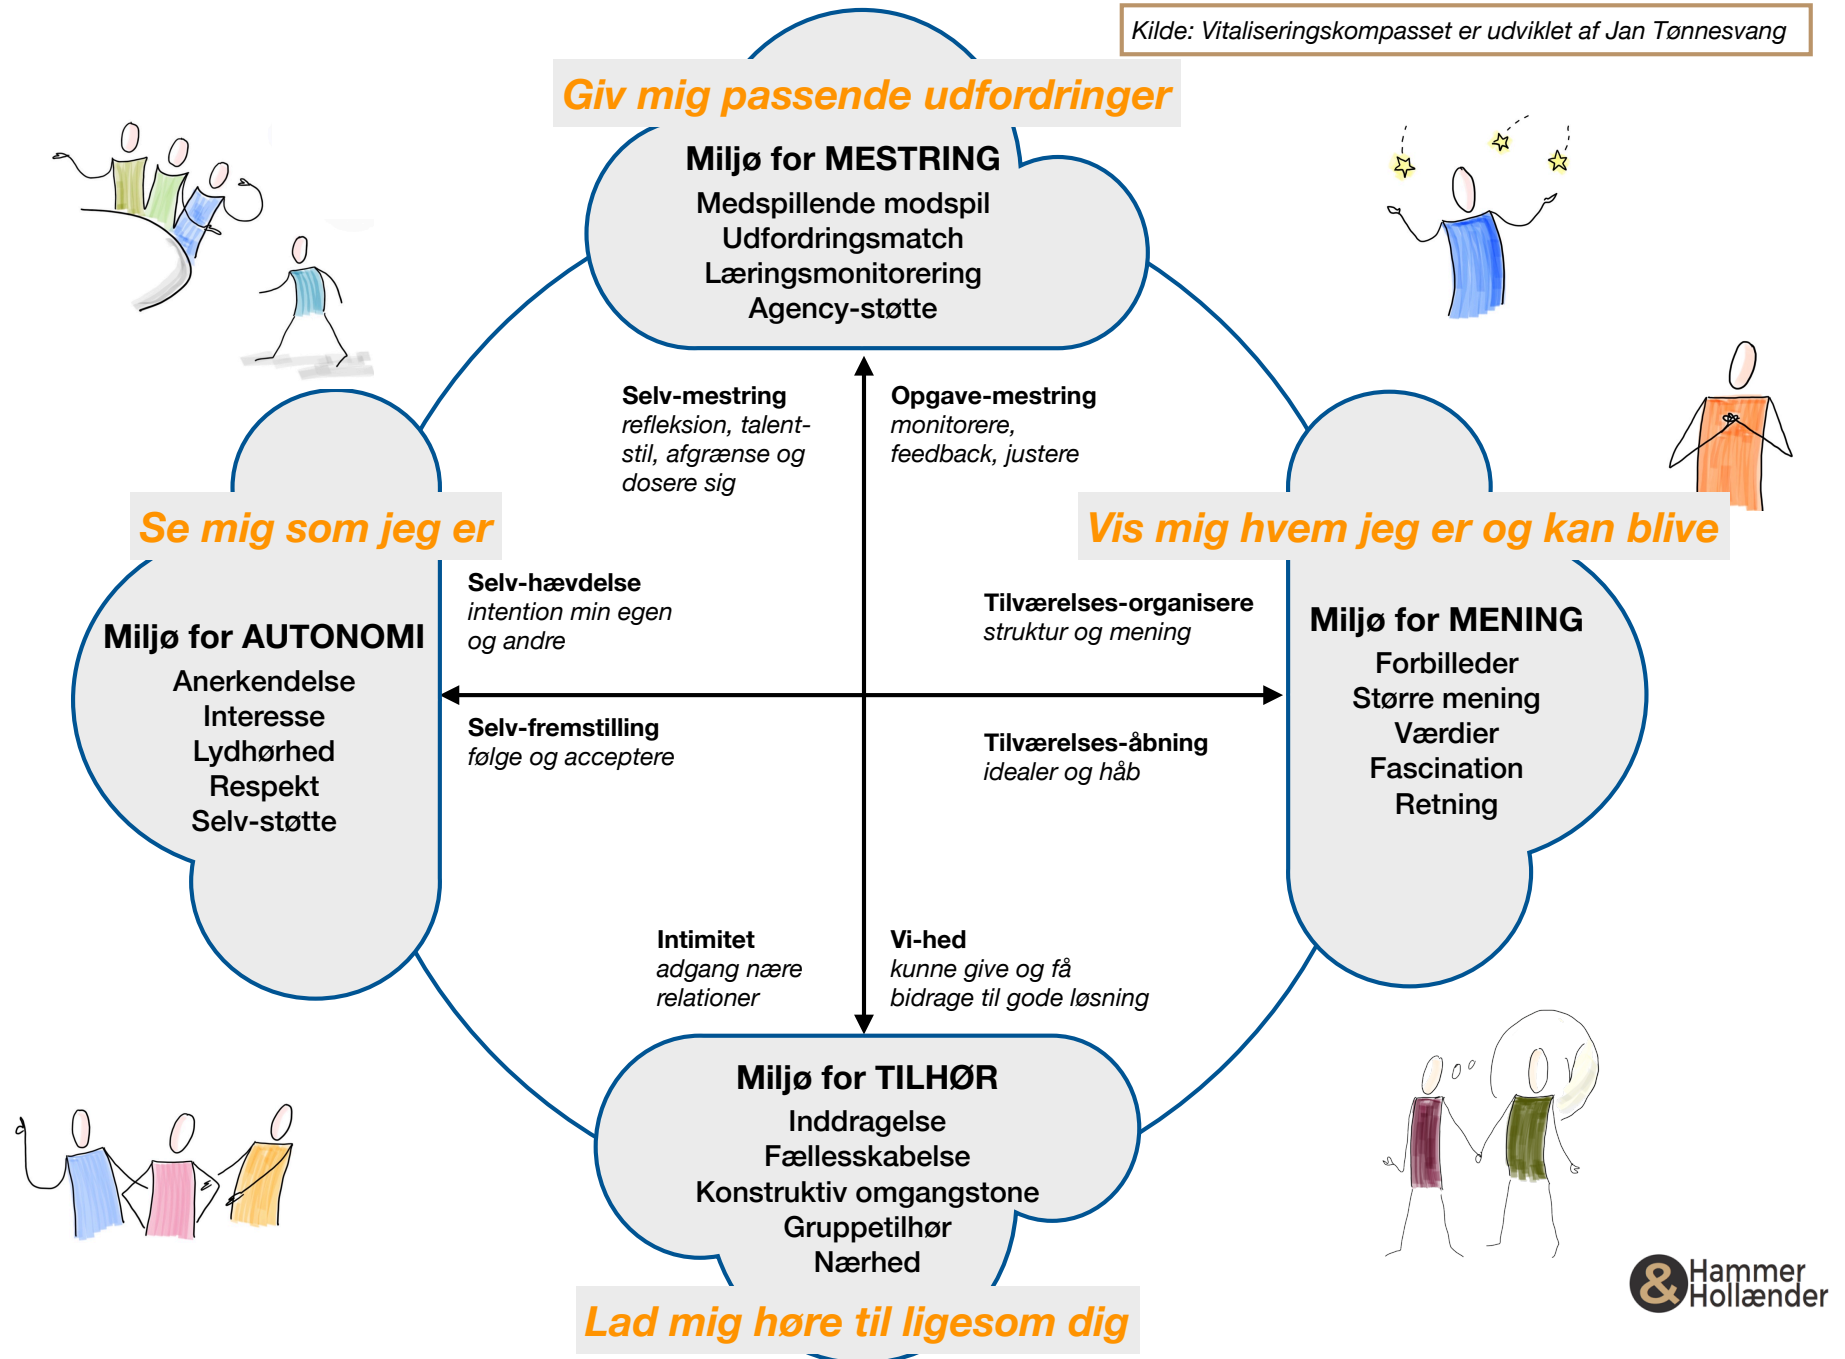 Kilde: Vitaliseringskompasset er udviklet af Jan Tønnesvang
Giv mig passende udfordringer
Miljø for MESTRING
Medspillende modspil
Udfordringsmatch
Læringsmonitorering
Agency-støtte
Selv-mestring
refleksion, talent-
stil, afgrænse og
dosere sig
Opgave-mestring
monitorere,
feedback, justere
Se mig som jeg er
Miljø for AUTONOMI
Anerkendelse
Interesse
Lydhørhed
Respekt
Selv-støtte
Selv-hævdelse
intention min egen
og andre
Selv-fremstilling
følge og acceptere
Vis mig hvem jeg er og kan blive
Tilværelses-organisere
struktur og mening
Tilværelses-åbning
idealer og håb
Miljø for MENING
Forbilleder
Større mening
Værdier
Fascination
Retning
Intimitet
adgang nære
relationer
Vi-hed
kunne give og få
bidrage til gode løsning
Miljø for TILHØR
Inddragelse
Fællesskabelse
Konstruktiv omgangstone
Gruppetilhør
Nærhed
Lad mig høre til ligesom dig
& Hammer
Hollænder